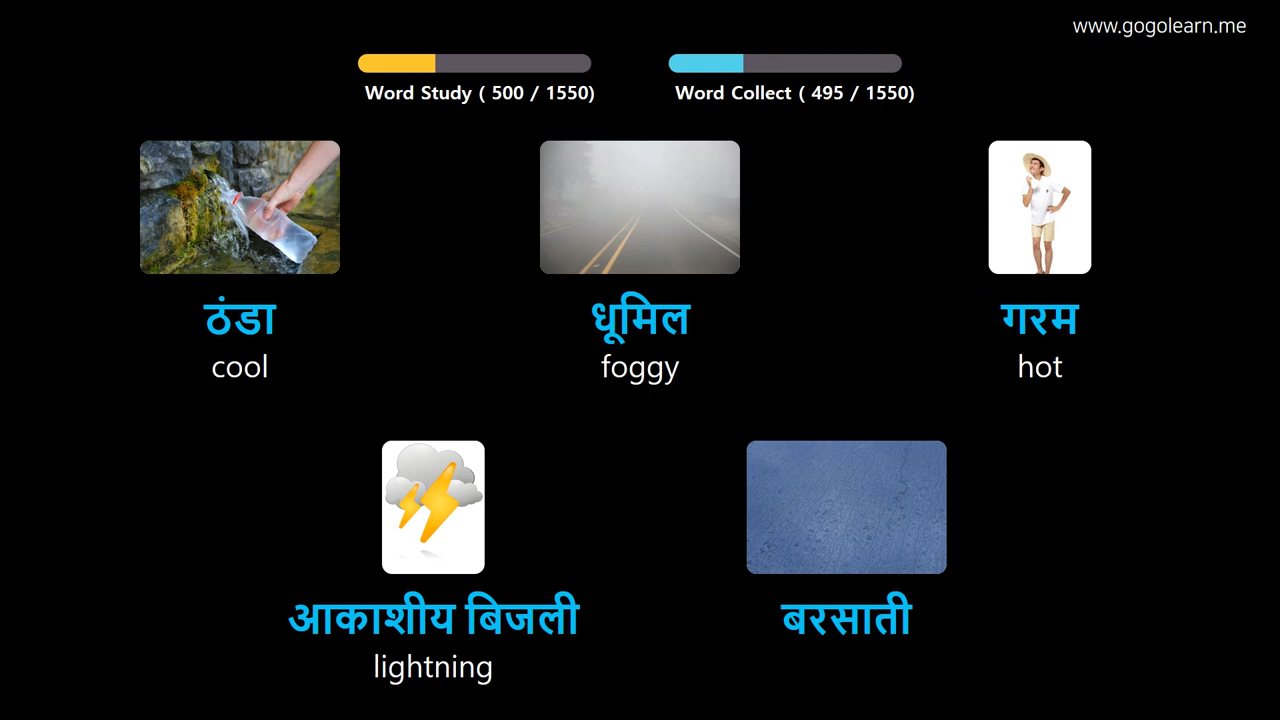 www.gogolearn.me
Word Study ( 500 / 1550)
Word Collect ( 495 / 1550)
ठंडा
cool
धूमिल
foggy
गरम
hot
आकाशीय बिजली
lightning
बरसाती